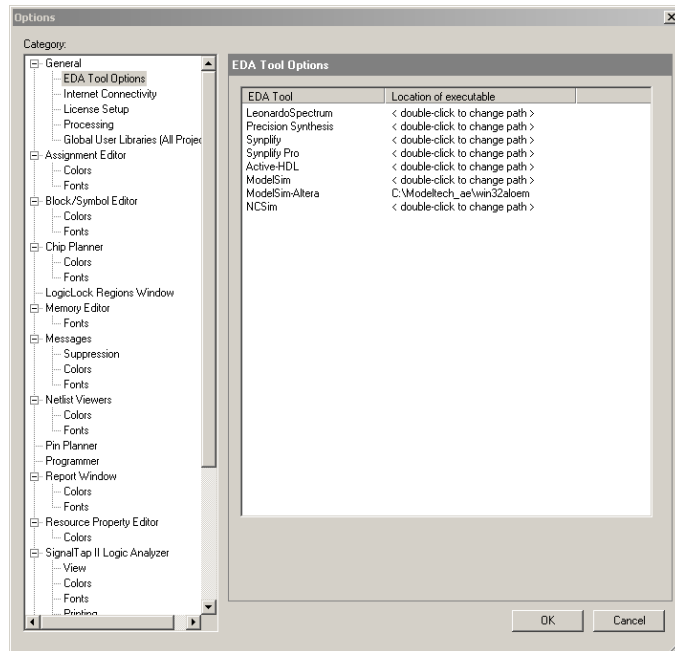 Options
Category:
General
EDA Tool Options
Internet Connectivity
License Setup
Processing
Global User Libraries (All Projec
Assignment Editor
Colors
Fonts
Block/Symbol Editor
Colors
Fonts
Chip Planner
Colors
Fonts
LogicLock Regions Window
Memory Editor
Fonts
Messages
Suppression
Colors
Fonts
Netlist Viewers
Colors
Fonts
Pin Planner
Programmer
Report Window
Colors
Fonts
Resource Property Editor
Colors
SignalTap II Logic Analyzer
View
Colors
Fonts
Printing
EDA Tool Options
EDA Tool Location of executable
LeonardoSpectrum < double-click to change path >
Precision Synthesis < double-click to change path >
Synplify < double-click to change path >
Synplify Pro < double-click to change path >
Active-HDL < double-click to change path >
ModelSim < double-click to change path >
ModelSim-Altera C:\Modeltech_ae\win32aloem
NCSim < double-click to change path >
OK Cancel